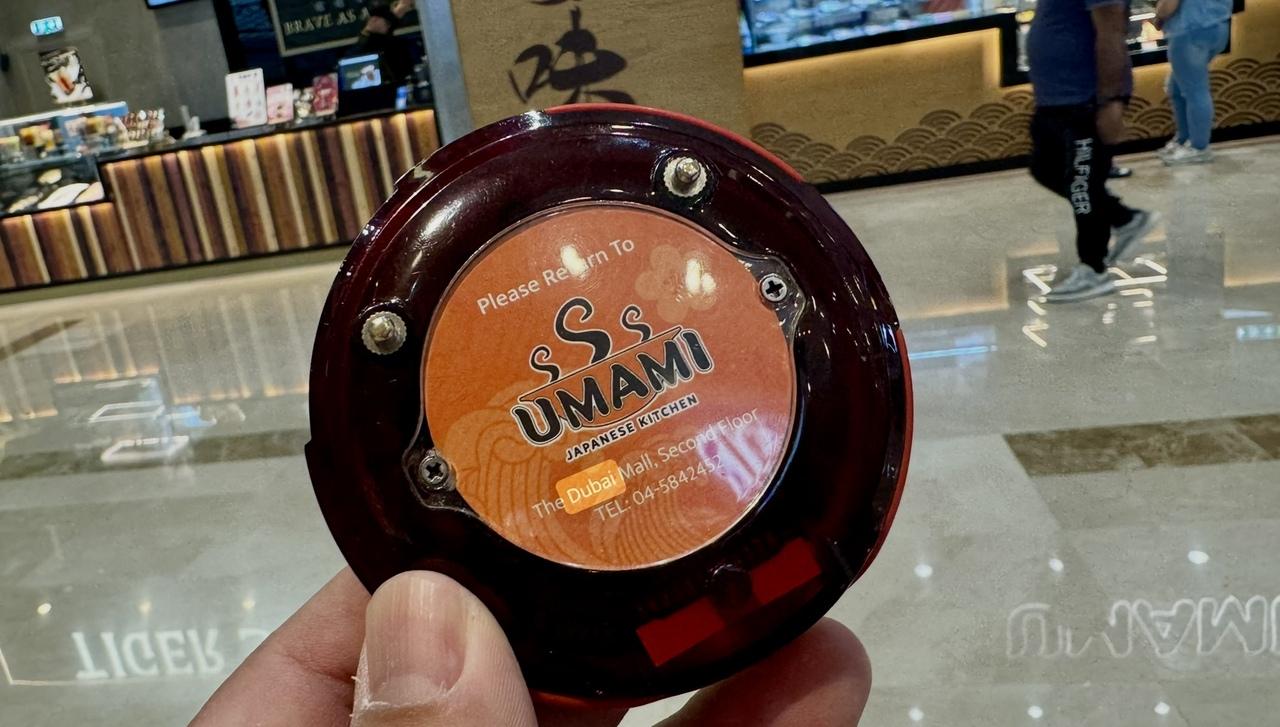 BRAVE AS A
味
HILFIGER
Please Return To
UMAMI
JAPANESE KITCHEN
The Dubai Mall, Second Floor
TEL: 04-5842452
TIGER
UMAMI